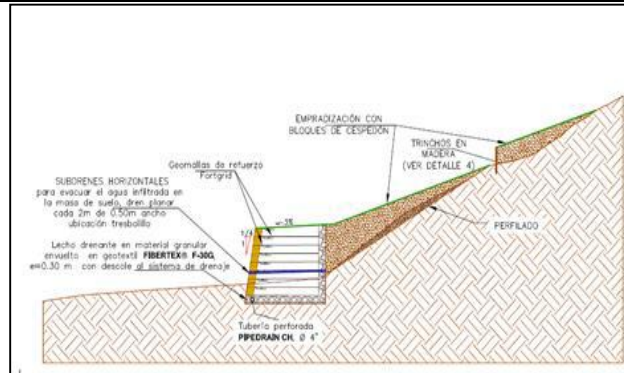 EMPRADIZACIÓN CON
BLOQUES DE CESPEDÓN
TRINCHOS EN
MADERA
(VER DETALLE 4)
Geomallas de refuerzo
Fortgrid
SUBDRENES HORIZONTALES
para evacuar el agua infiltrada en
la masa de suelo, dren planar
cada 2m de 0.50m ancho
ubicación tresbolillo
PERFILADO
Lecho drenante en material granular
envuelto en geotextil FIBERTEX® F-30G,
e=0.30 m con descole al sistema de drenaje
Tubería perforada
PIPEDRAIN CH, Ø 4"